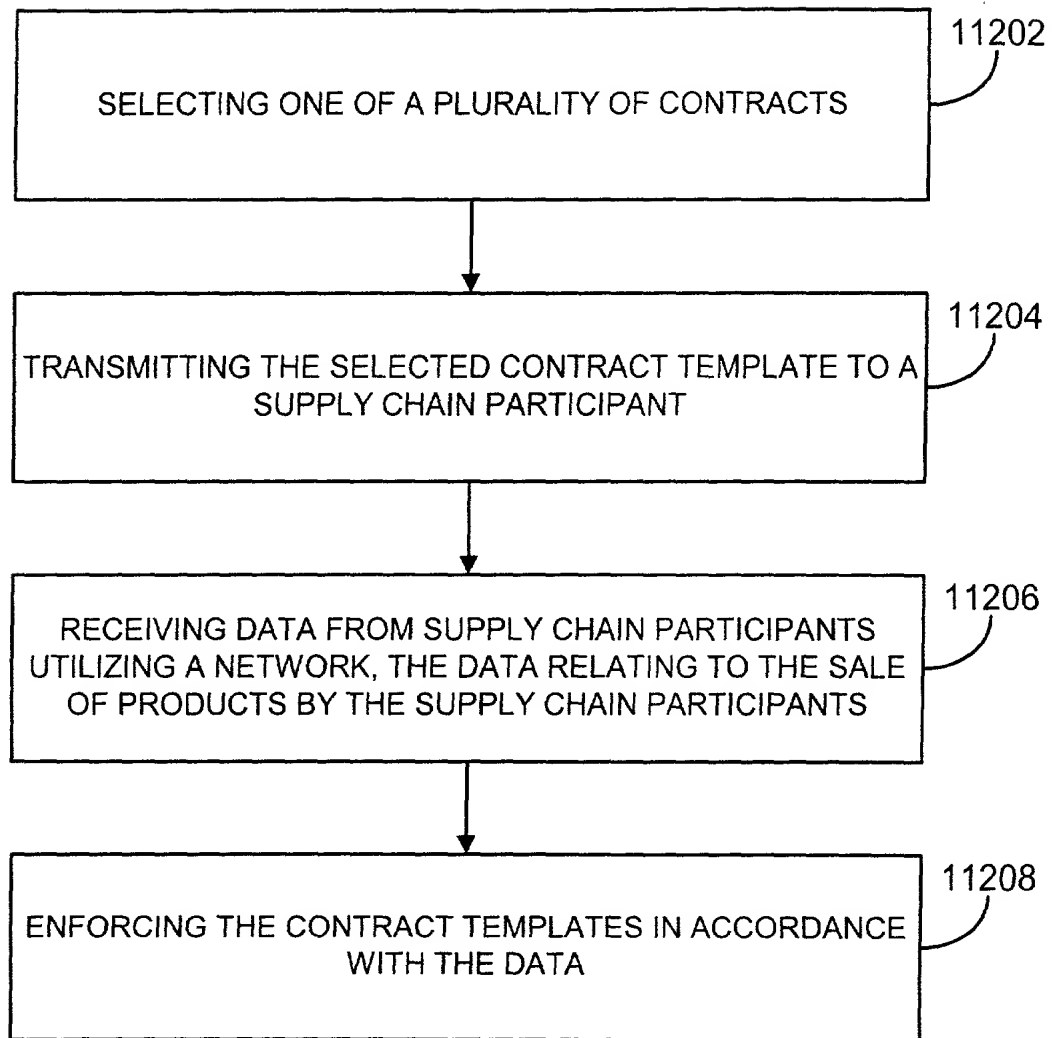 11202
SELECTING ONE OF A PLURALITY OF CONTRACTS
11204
TRANSMITTING THE SELECTED CONTRACT TEMPLATE TO A
SUPPLY CHAIN PARTICIPANT
11206
RECEIVING DATA FROM SUPPLY CHAIN PARTICIPANTS
UTILIZING A NETWORK, THE DATA RELATING TO THE SALE
OF PRODUCTS BY THE SUPPLY CHAIN PARTICIPANTS
11208
ENFORCING THE CONTRACT TEMPLATES IN ACCORDANCE
WITH THE DATA